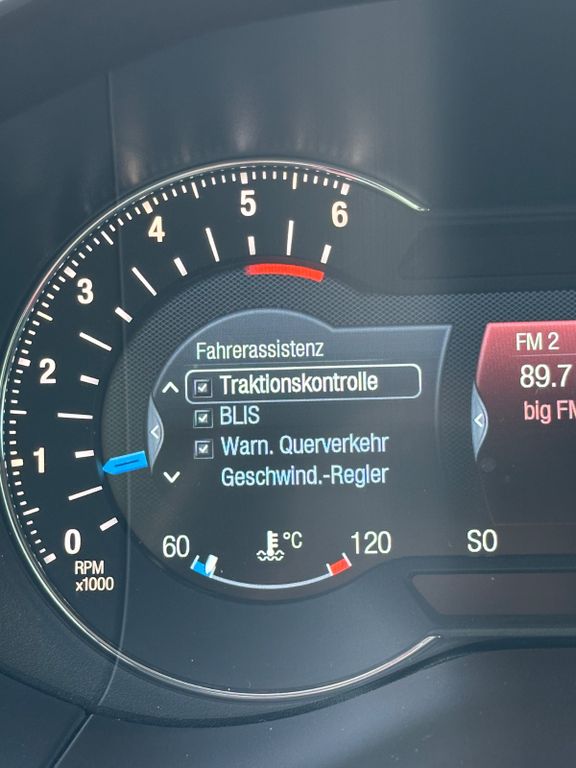 6
5
4
3
2
1
0
RPM
x1000
Fahrerassistenz
Traktionskontrolle
BLIS
Warn. Querverkehr
Geschwind.-Regler
60 °C 120
FM 2
89.7
big FM
SO